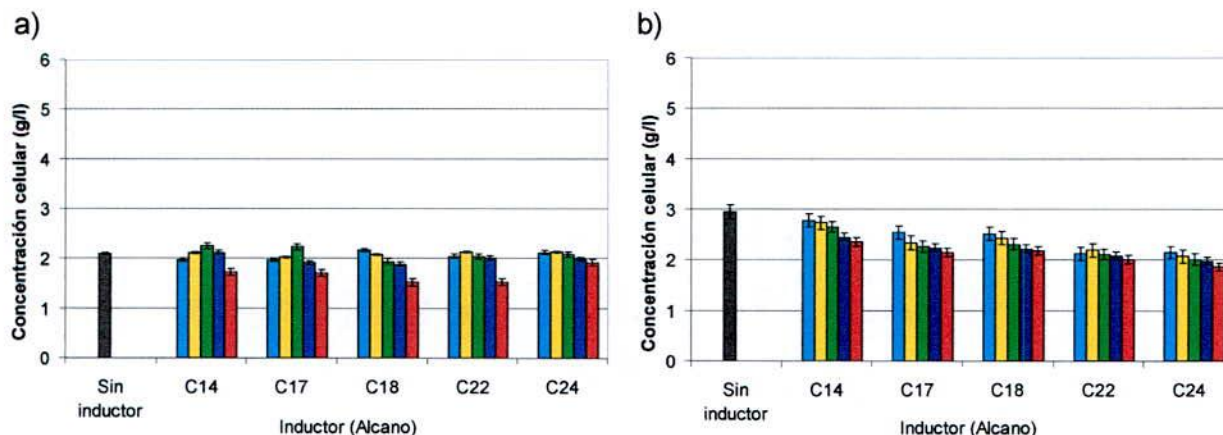 a)
Concentración celular (g/l)
6
5
4
3
2
1
0
Sin inductor
C14
C17
C18
C22
C24
Inductor (Alcano)
b)
Concentración celular (g/l)
6
5
4
3
2
1
0
Sin inductor
C14
C17
C18
C22
C24
Inductor (Alcano)